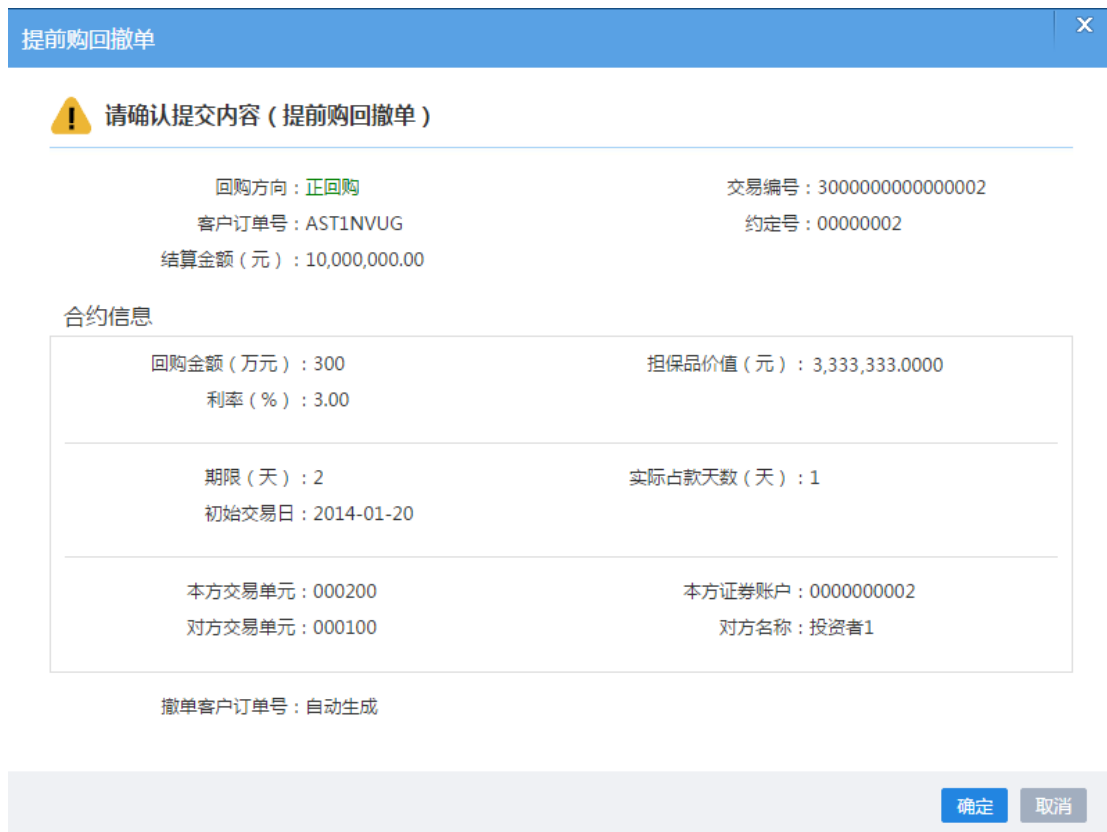 提前购回撤单
X
请确认提交内容（提前购回撤单）
回购方向：正回购 交易编号：3000000000000002
客户订单号：AST1NVUG 约定号：00000002
结算金额（元）：10,000,000.00
合约信息
回购金额（万元）：300 担保品价值（元）：3,333,333.0000
利率（%）：3.00
期限（天）：2 实际占款天数（天）：1
初始交易日：2014-01-20
本方交易单元：000200 本方证券账户：0000000002
对方交易单元：000100 对方名称：投资者1
撤单客户订单号：自动生成
确定 取消